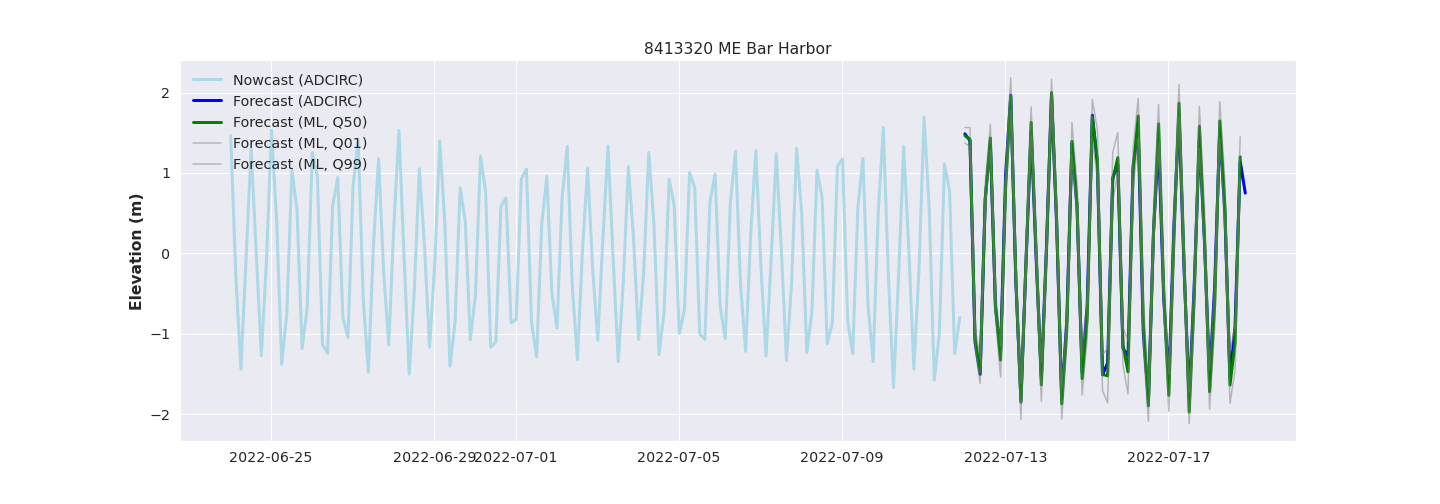 8413320 ME Bar Harbor
Nowcast (ADCIRC)
Forecast (ADCIRC)
Forecast (ML, Q50)
Forecast (ML, Q01)
Forecast (ML, Q99)
Elevation (m)
2
1
0
−1
−2
2022-06-25
2022-06-29
2022-07-01
2022-07-05
2022-07-09
2022-07-13
2022-07-17